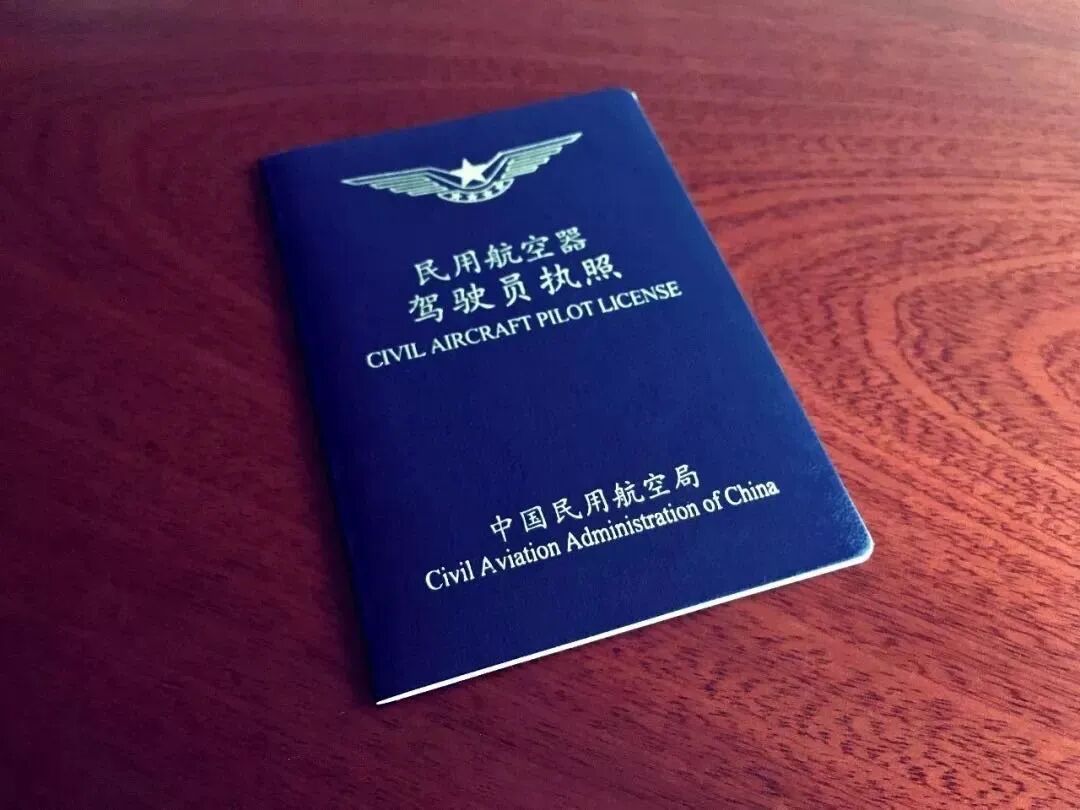 民用航空器
驾驶员执照
CIVIL AIRCRAFT PILOT LICENSE
中国民用航空局
Civil Aviation Administration of China